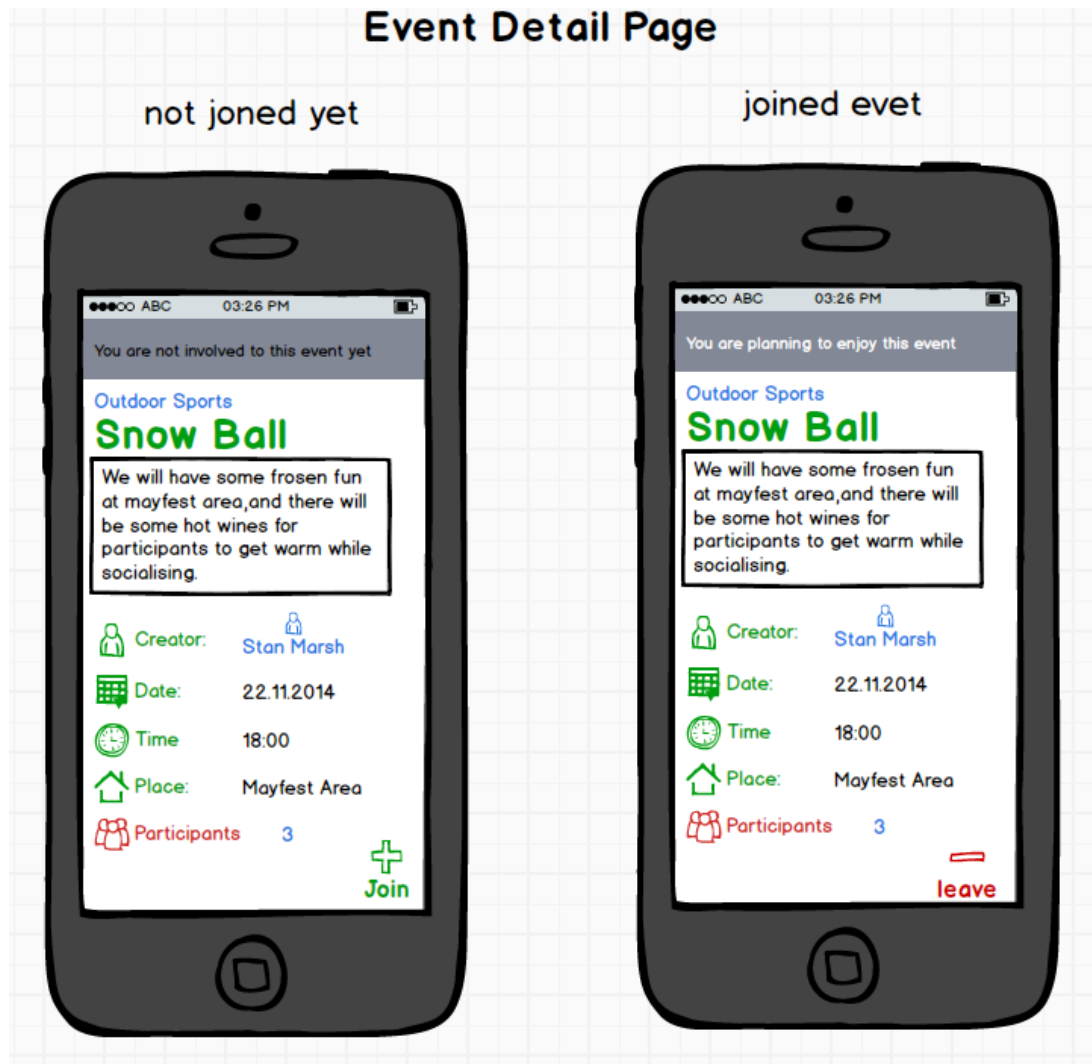 Event Detail Page
not joned yet
ABC 03:26 PM
You are not involved to this event yet
Outdoor Sports
Snow Ball
We will have some frosen fun
at mayfest area,and there will
be some hot wines for
participants to get warm while
socialising.
Creator: Stan Marsh
Date: 22.11.2014
Time 18:00
Place: Mayfest Area
Participants 3
Join
joined evet
ABC 03:26 PM
You are planning to enjoy this event
Outdoor Sports
Snow Ball
We will have some frosen fun
at mayfest area,and there will
be some hot wines for
participants to get warm while
socialising.
Creator: Stan Marsh
Date: 22.11.2014
Time 18:00
Place: Mayfest Area
Participants 3
leave